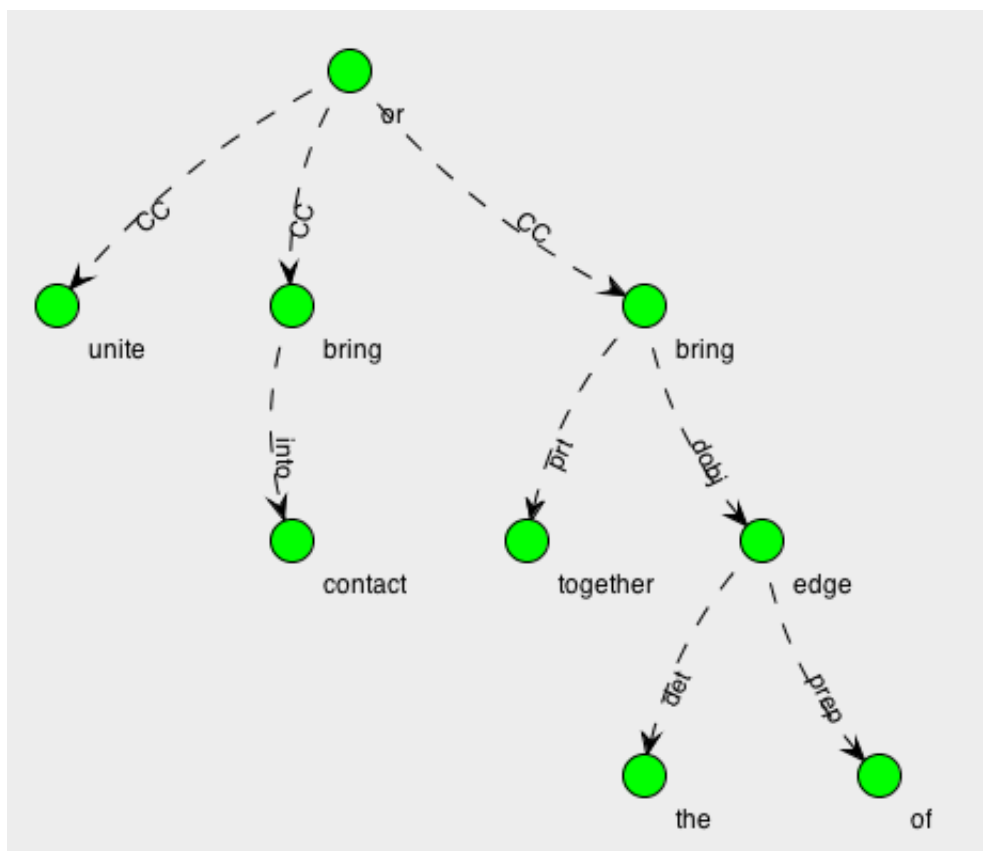 or
CC CC CC
unite bring bring
into prt dobj
contact together edge
det prep
the of